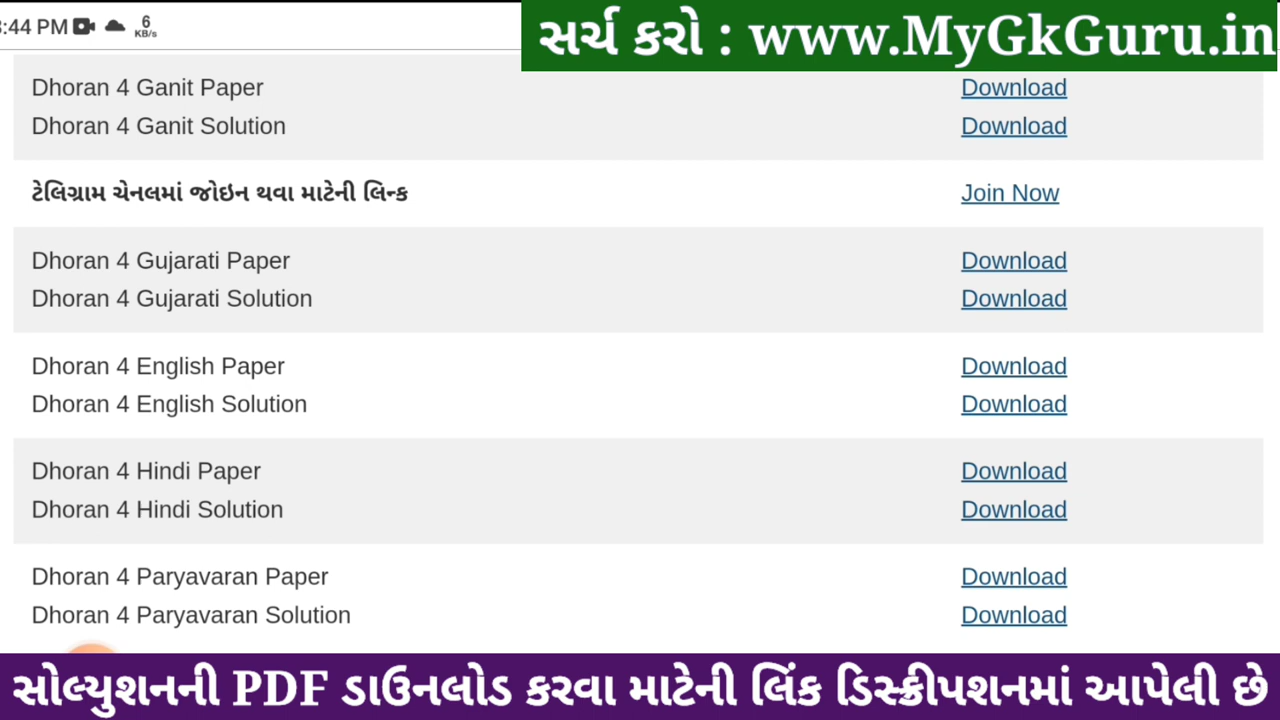 :44 PM
6
KB/s
સર્ચ કરો : www.MyGkGuru.in
Dhoran 4 Ganit Paper Download
Dhoran 4 Ganit Solution Download
ટેલિગ્રામ ચેનલમાં જોઇન થવા માટેની લિન્ક Join Now
Dhoran 4 Gujarati Paper Download
Dhoran 4 Gujarati Solution Download
Dhoran 4 English Paper Download
Dhoran 4 English Solution Download
Dhoran 4 Hindi Paper Download
Dhoran 4 Hindi Solution Download
Dhoran 4 Paryavaran Paper Download
Dhoran 4 Paryavaran Solution Download
સોલ્યુશનની PDF ડાઉનલોડ કરવા માટેની લિંક ડિસ્ક્રીપશનમાં આપેલી છે